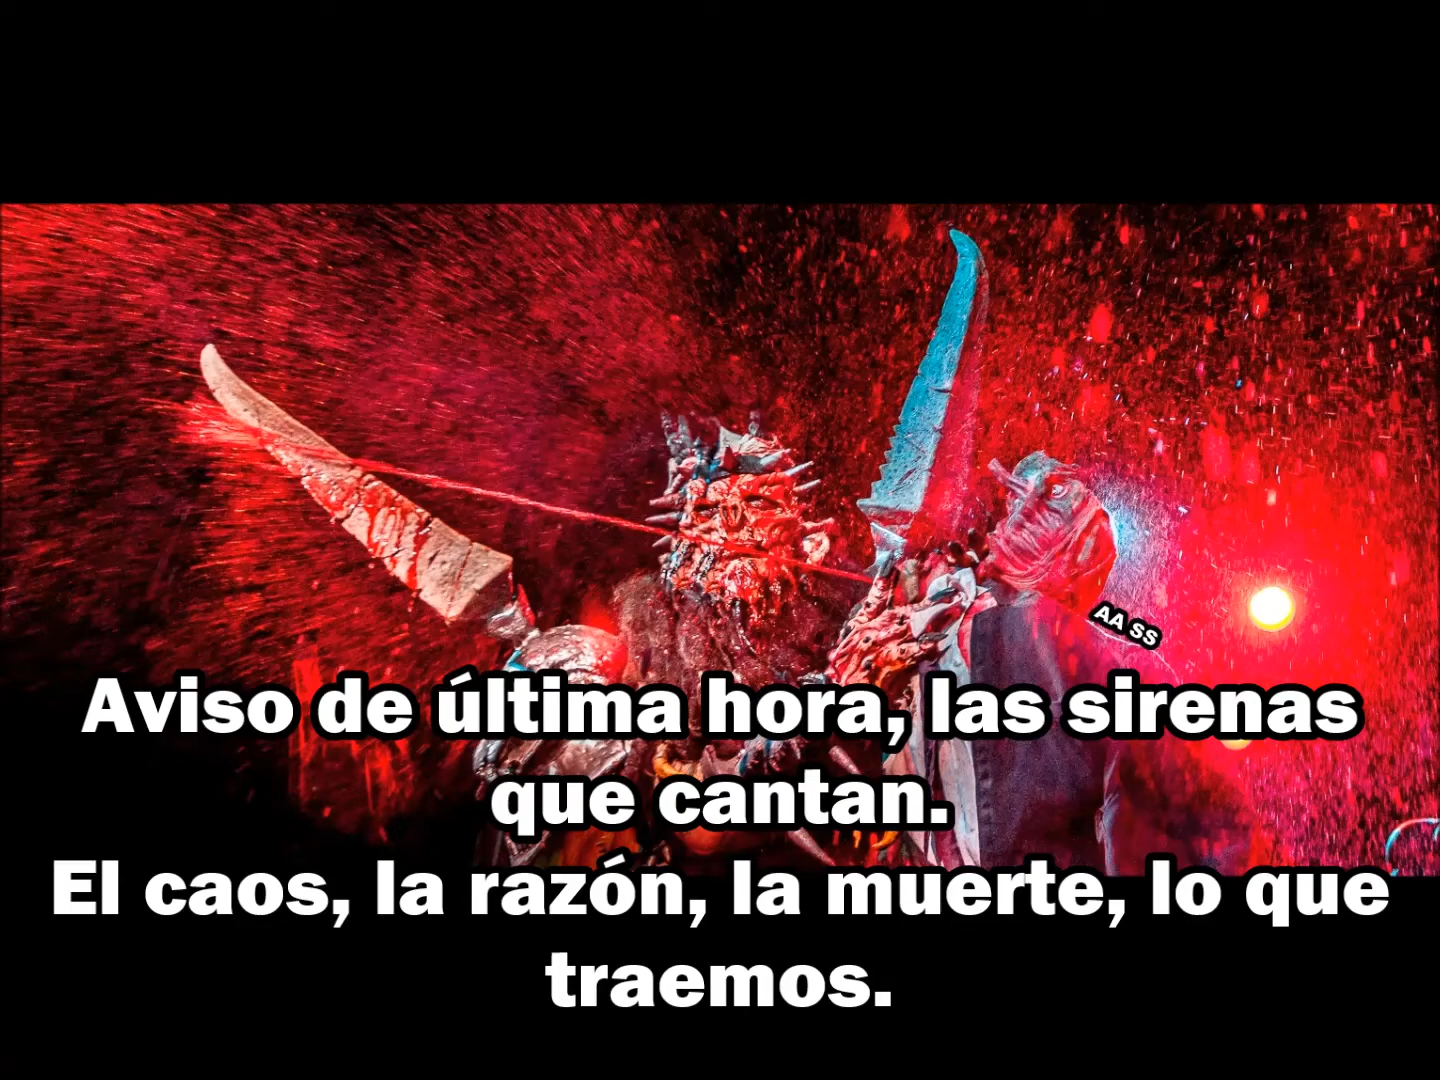 AA SS
Aviso de última hora, las sirenas
que cantan.
El caos, la razón, la muerte, lo que
traemos.